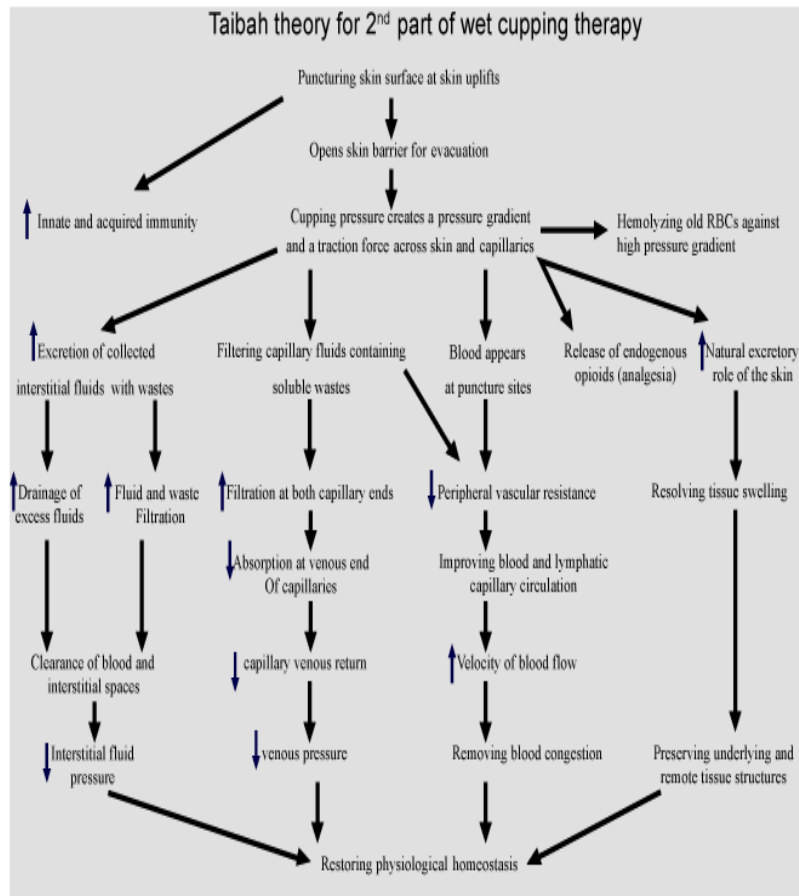 Taibah theory for 2nd part of wet cupping therapy
Puncturing skin surface at skin uplifts
Opens skin barrier for evacuation
Innate and acquired immunity
Cupping pressure creates a pressure gradient
and a traction force across skin and capillaries
Hemolyzing old RBCs against
high pressure gradient
Excretion of collected
interstitial fluids with wastes
Filtering capillary fluids containing
soluble wastes
Blood appears
at puncture sites
Release of endogenous
opioids (analgesia)
Natural excretory
role of the skin
Drainage of
excess fluids
Fluid and waste
Filtration
Filtration at both capillary ends
Peripheral vascular resistance
Resolving tissue swelling
Absorption at venous end
Of capillaries
Improving blood and lymphatic
capillary circulation
Clearance of blood and
interstitial spaces
capillary venous return
Velocity of blood flow
Interstitial fluid
pressure
venous pressure
Removing blood congestion
Preserving underlying and
remote tissue structures
Restoring physiological homeostasis